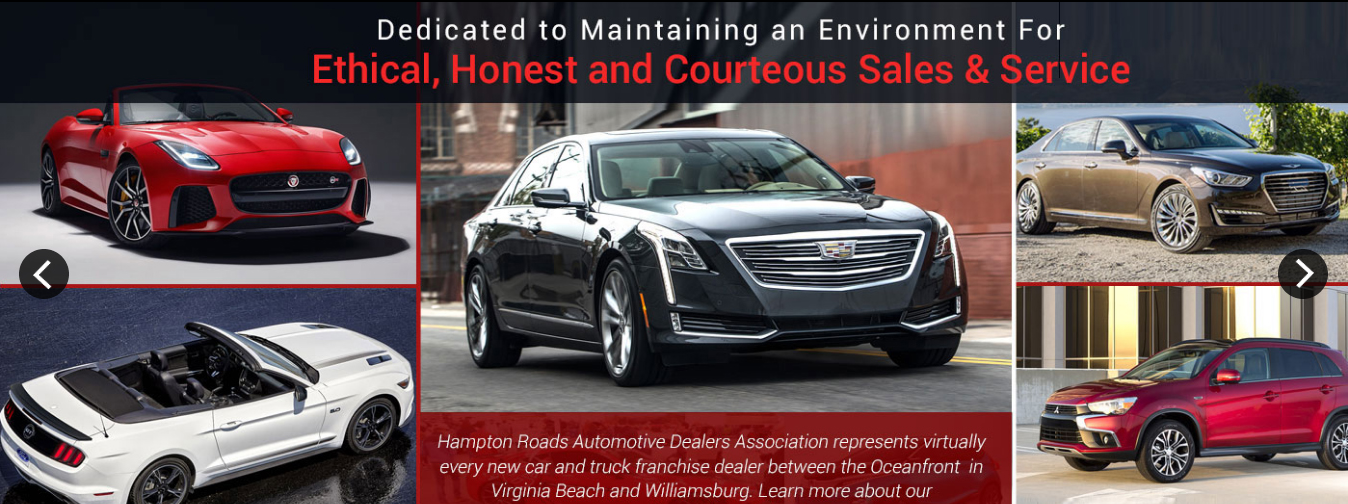 Dedicated to Maintaining an Environment For
Ethical, Honest and Courteous Sales & Service
5.0
Hampton Roads Automotive Dealers Association represents virtually
every new car and truck franchise dealer between the Oceanfront in
Virginia Beach and Williamsburg. Learn more about our